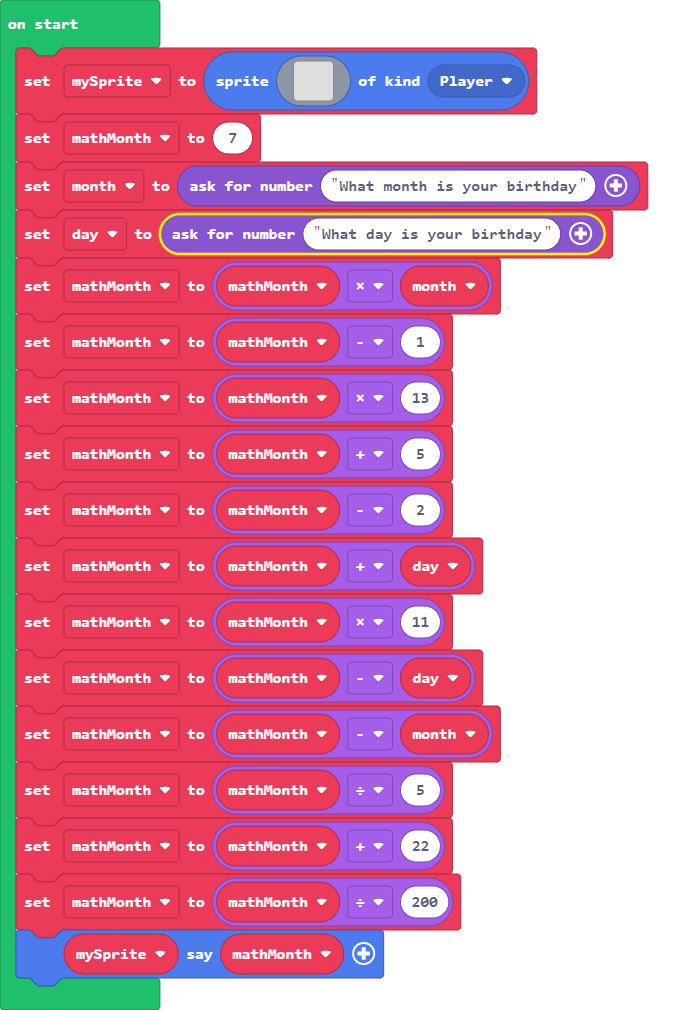 on start
set mySprite to sprite of kind Player
set mathMonth to 7
set month to ask for number "What month is your birthday"
set day to ask for number "What day is your birthday"
set mathMonth to mathMonth × month
set mathMonth to mathMonth - 1
set mathMonth to mathMonth × 13
set mathMonth to mathMonth + 5
set mathMonth to mathMonth - 2
set mathMonth to mathMonth + day
set mathMonth to mathMonth × 11
set mathMonth to mathMonth - day
set mathMonth to mathMonth - month
set mathMonth to mathMonth ÷ 5
set mathMonth to mathMonth + 22
set mathMonth to mathMonth ÷ 200
mySprite say mathMonth